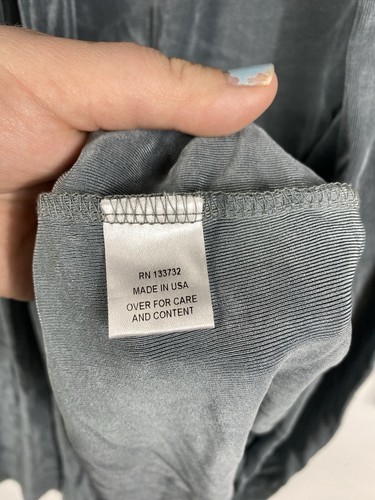 RN 133732
MADE IN USA
OVER FOR CARE
AND CONTENT